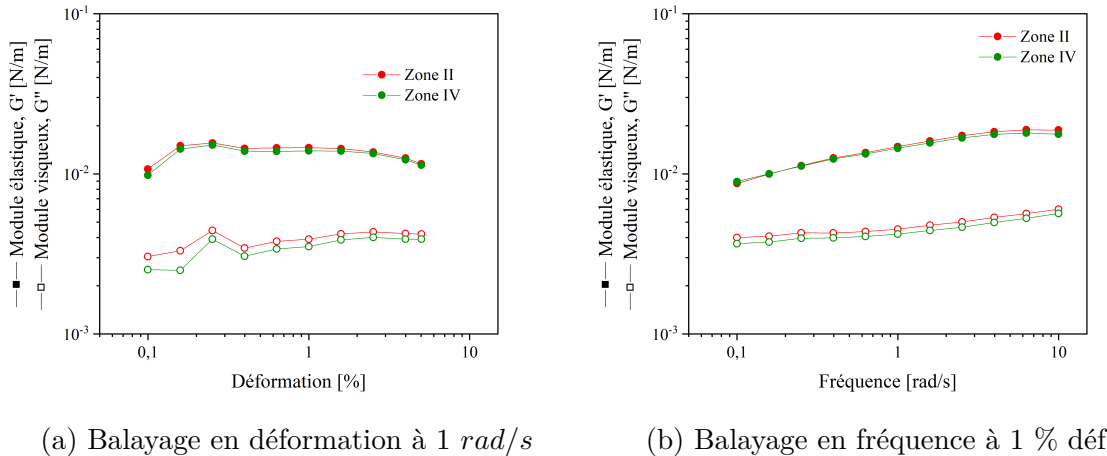 Module élastique, G' [N/m]
Module visqueux, G" [N/m]
10⁻¹
10⁻²
10⁻³
Zone II
Zone IV
0,1
1
10
Déformation [%]
(a) Balayage en déformation à 1 rad/s
Module élastique, G' [N/m]
Module visqueux, G" [N/m]
10⁻¹
10⁻²
10⁻³
Zone II
Zone IV
0,1
1
10
Fréquence [rad/s]
(b) Balayage en fréquence à 1 % déf